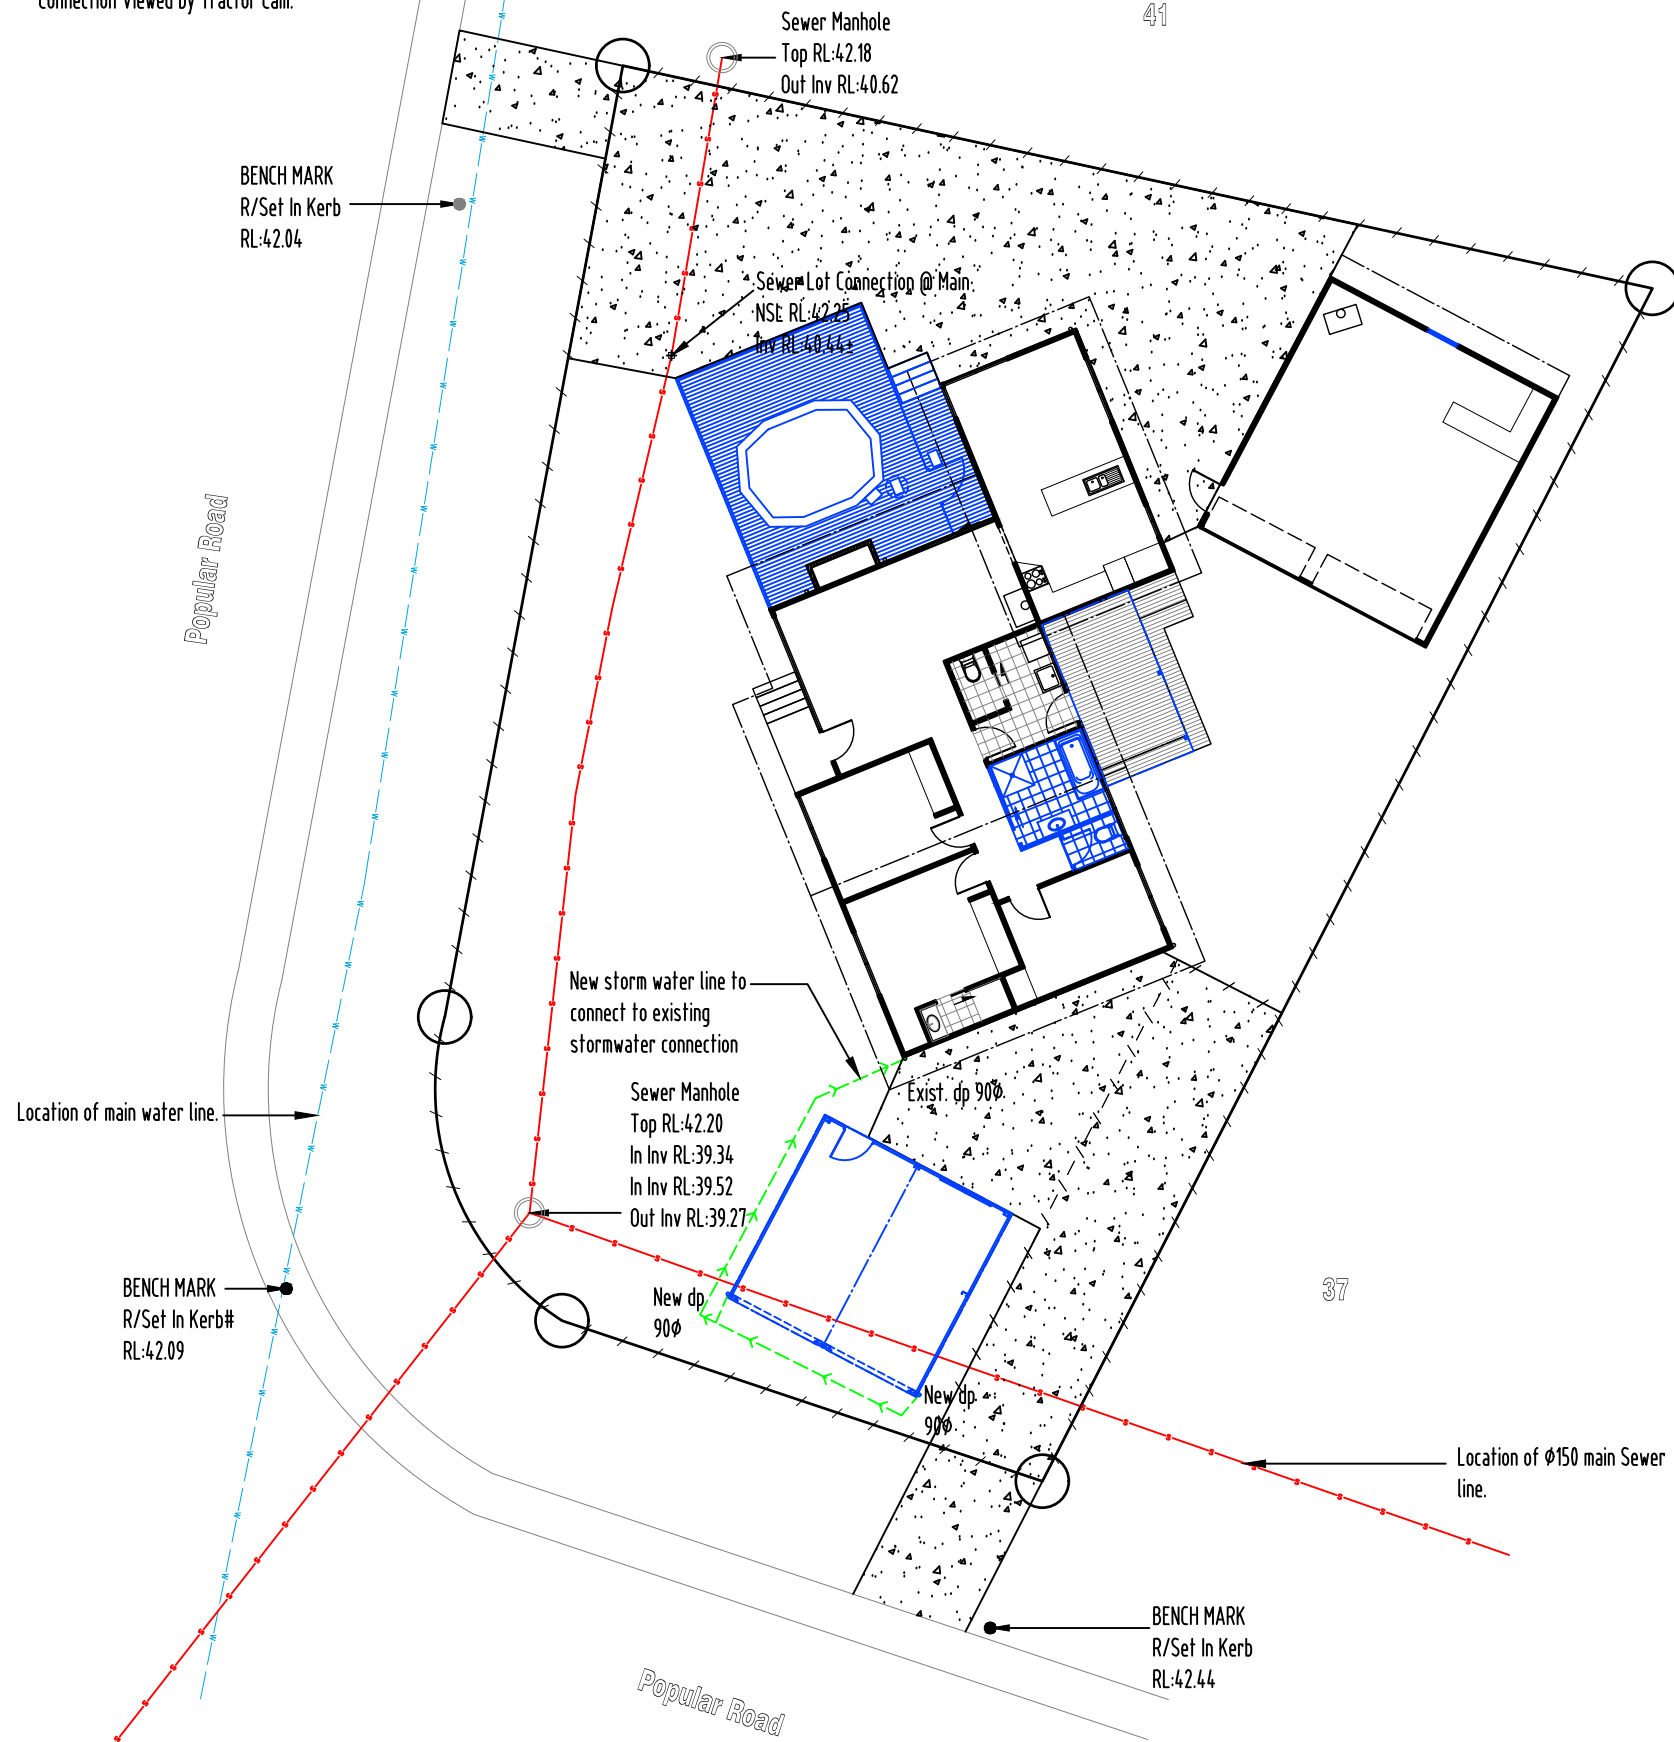 Connection Viewed By Tractor Cam.
41
Sewer Manhole
Top RL:42.18
Out Inv RL:40.62
BENCH MARK
R/Set In Kerb
RL:42.04
Sewer Lot Connection @ Main
NSL RL:42.25
Inv RL:40.44±
Popular Road
New storm water line to
connect to existing
stormwater connection
Exist. dp 90Ø
Location of main water line.
Sewer Manhole
Top RL:42.20
In Inv RL:39.34
In Inv RL:39.52
Out Inv RL:39.27
BENCH MARK
R/Set In Kerb#
RL:42.09
New dp
90Ø
37
New dp
90Ø
Location of Ø150 main Sewer
line.
BENCH MARK
R/Set In Kerb
RL:42.44
Popular Road